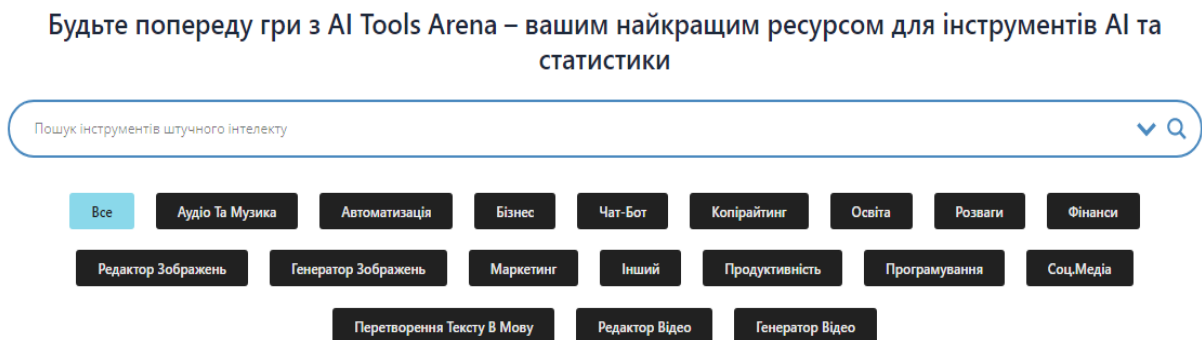 Будьте попереду гри з AI Tools Arena – вашим найкращим ресурсом для інструментів AI та
статистики
Пошук інструментів штучного інтелекту
Все Аудіо Та Музика Автоматизація Бізнес Чат-Бот Копірайтинг Освіта Розваги Фінанси
Редактор Зображень Генератор Зображень Маркетинг Інший Продуктивність Програмування Соц.Медіа
Перетворення Тексту В Мову Редактор Відео Генератор Відео